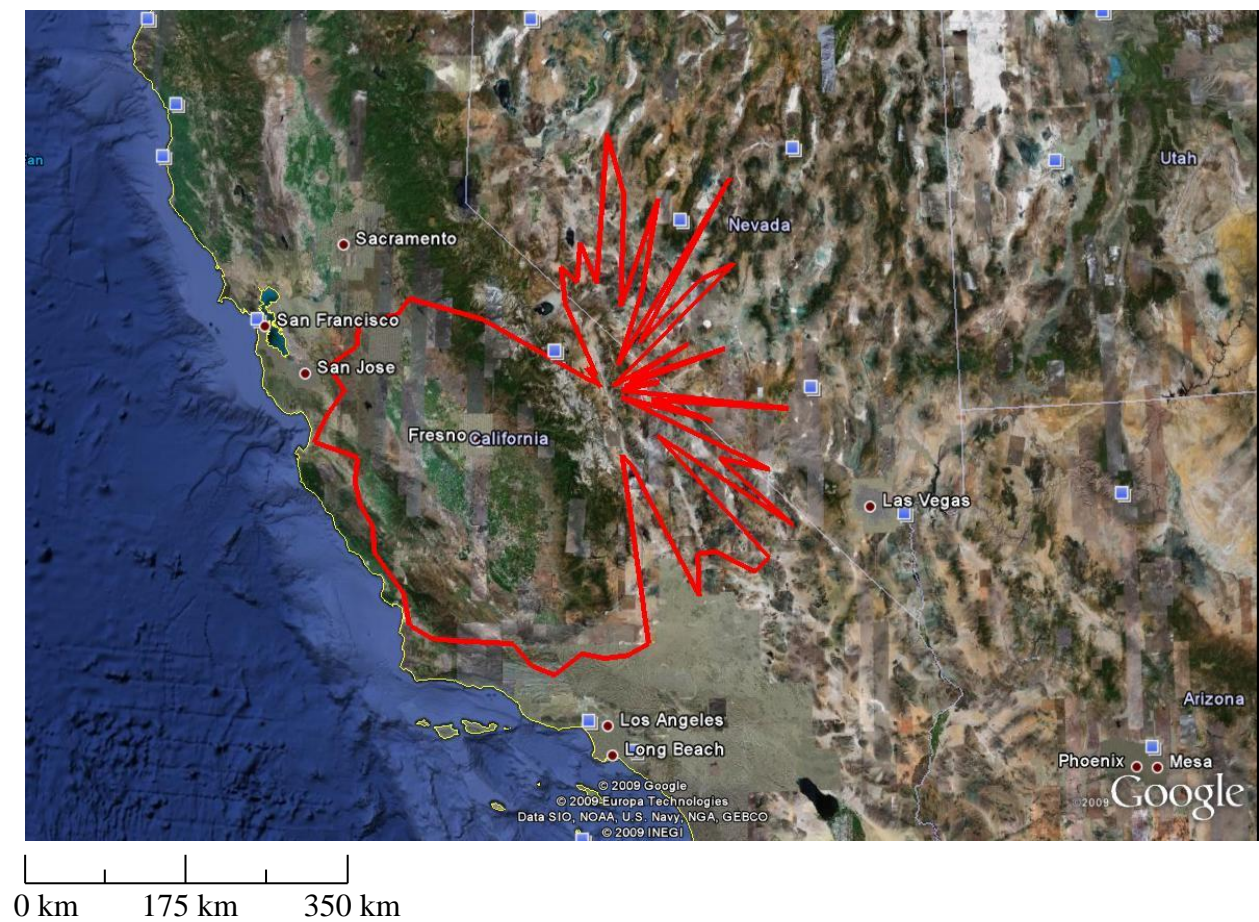 an
Utah
Nevada
Sacramento
San Francisco
San Jose
Fresno California
Las Vegas
Arizona
Los Angeles
Long Beach
Phoenix
Mesa
© 2009 Google
© 2009 Europa Technologies
Data SIO, NOAA, U.S. Navy, NGA, GEBCO
© 2009 INEGI
©2009 Google
0 km 175 km 350 km